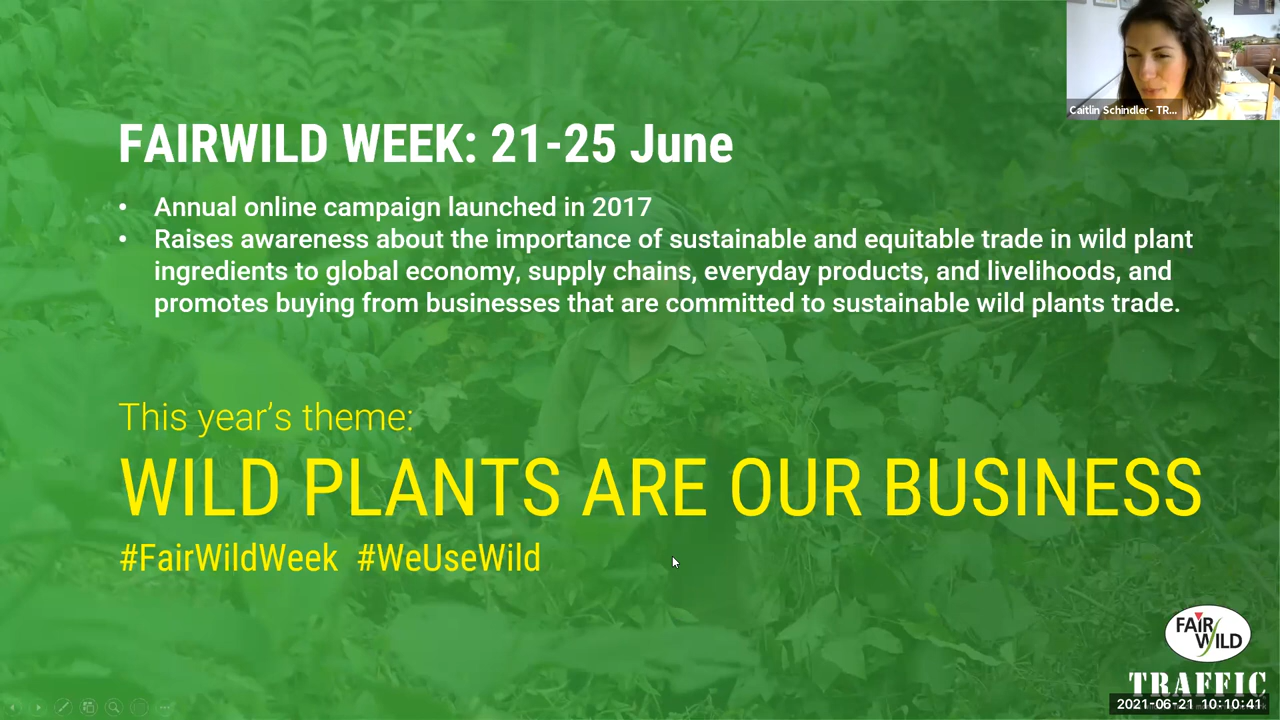 Caitlin Schindler- TR...
FAIRWILD WEEK: 21-25 June
• Annual online campaign launched in 2017
• Raises awareness about the importance of sustainable and equitable trade in wild plant
ingredients to global economy, supply chains, everyday products, and livelihoods, and
promotes buying from businesses that are committed to sustainable wild plants trade.
This year’s theme:
WILD PLANTS ARE OUR BUSINESS
#FairWildWeek #WeUseWild
FAIR
WILD
TRAFFIC
2021-06-21 10:10:41